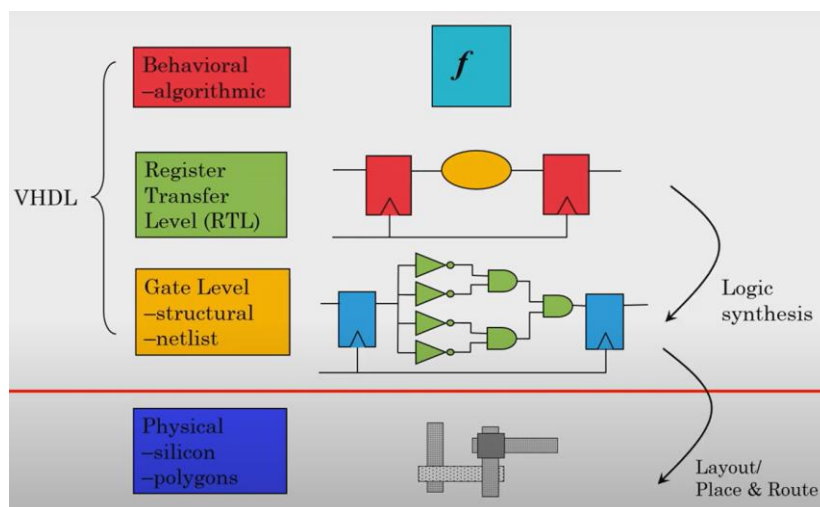 Behavioral
–algorithmic
f
VHDL
Register
Transfer
Level (RTL)
Gate Level
–structural
–netlist
Logic
synthesis
Physical
–silicon
–polygons
Layout/
Place & Route